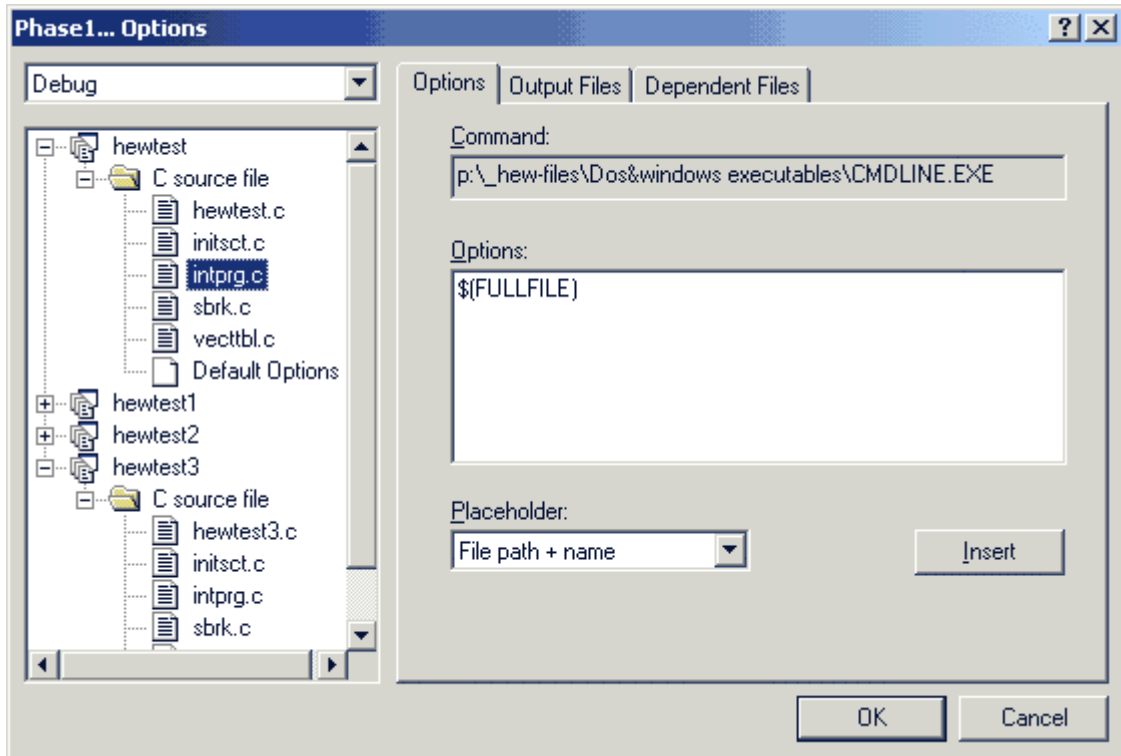 Phase1... Options
Debug
hewtest
C source file
hewtest.c
initsct.c
intprg.c
sbrk.c
vecttbl.c
Default Options
hewtest1
hewtest2
hewtest3
C source file
hewtest3.c
initsct.c
intprg.c
sbrk.c
Options Output Files Dependent Files
Command:
p:\_hew-files\Dos&windows executables\CMDLINE.EXE
Options:
$(FULLFILE)
Placeholder:
File path + name
Insert
OK Cancel